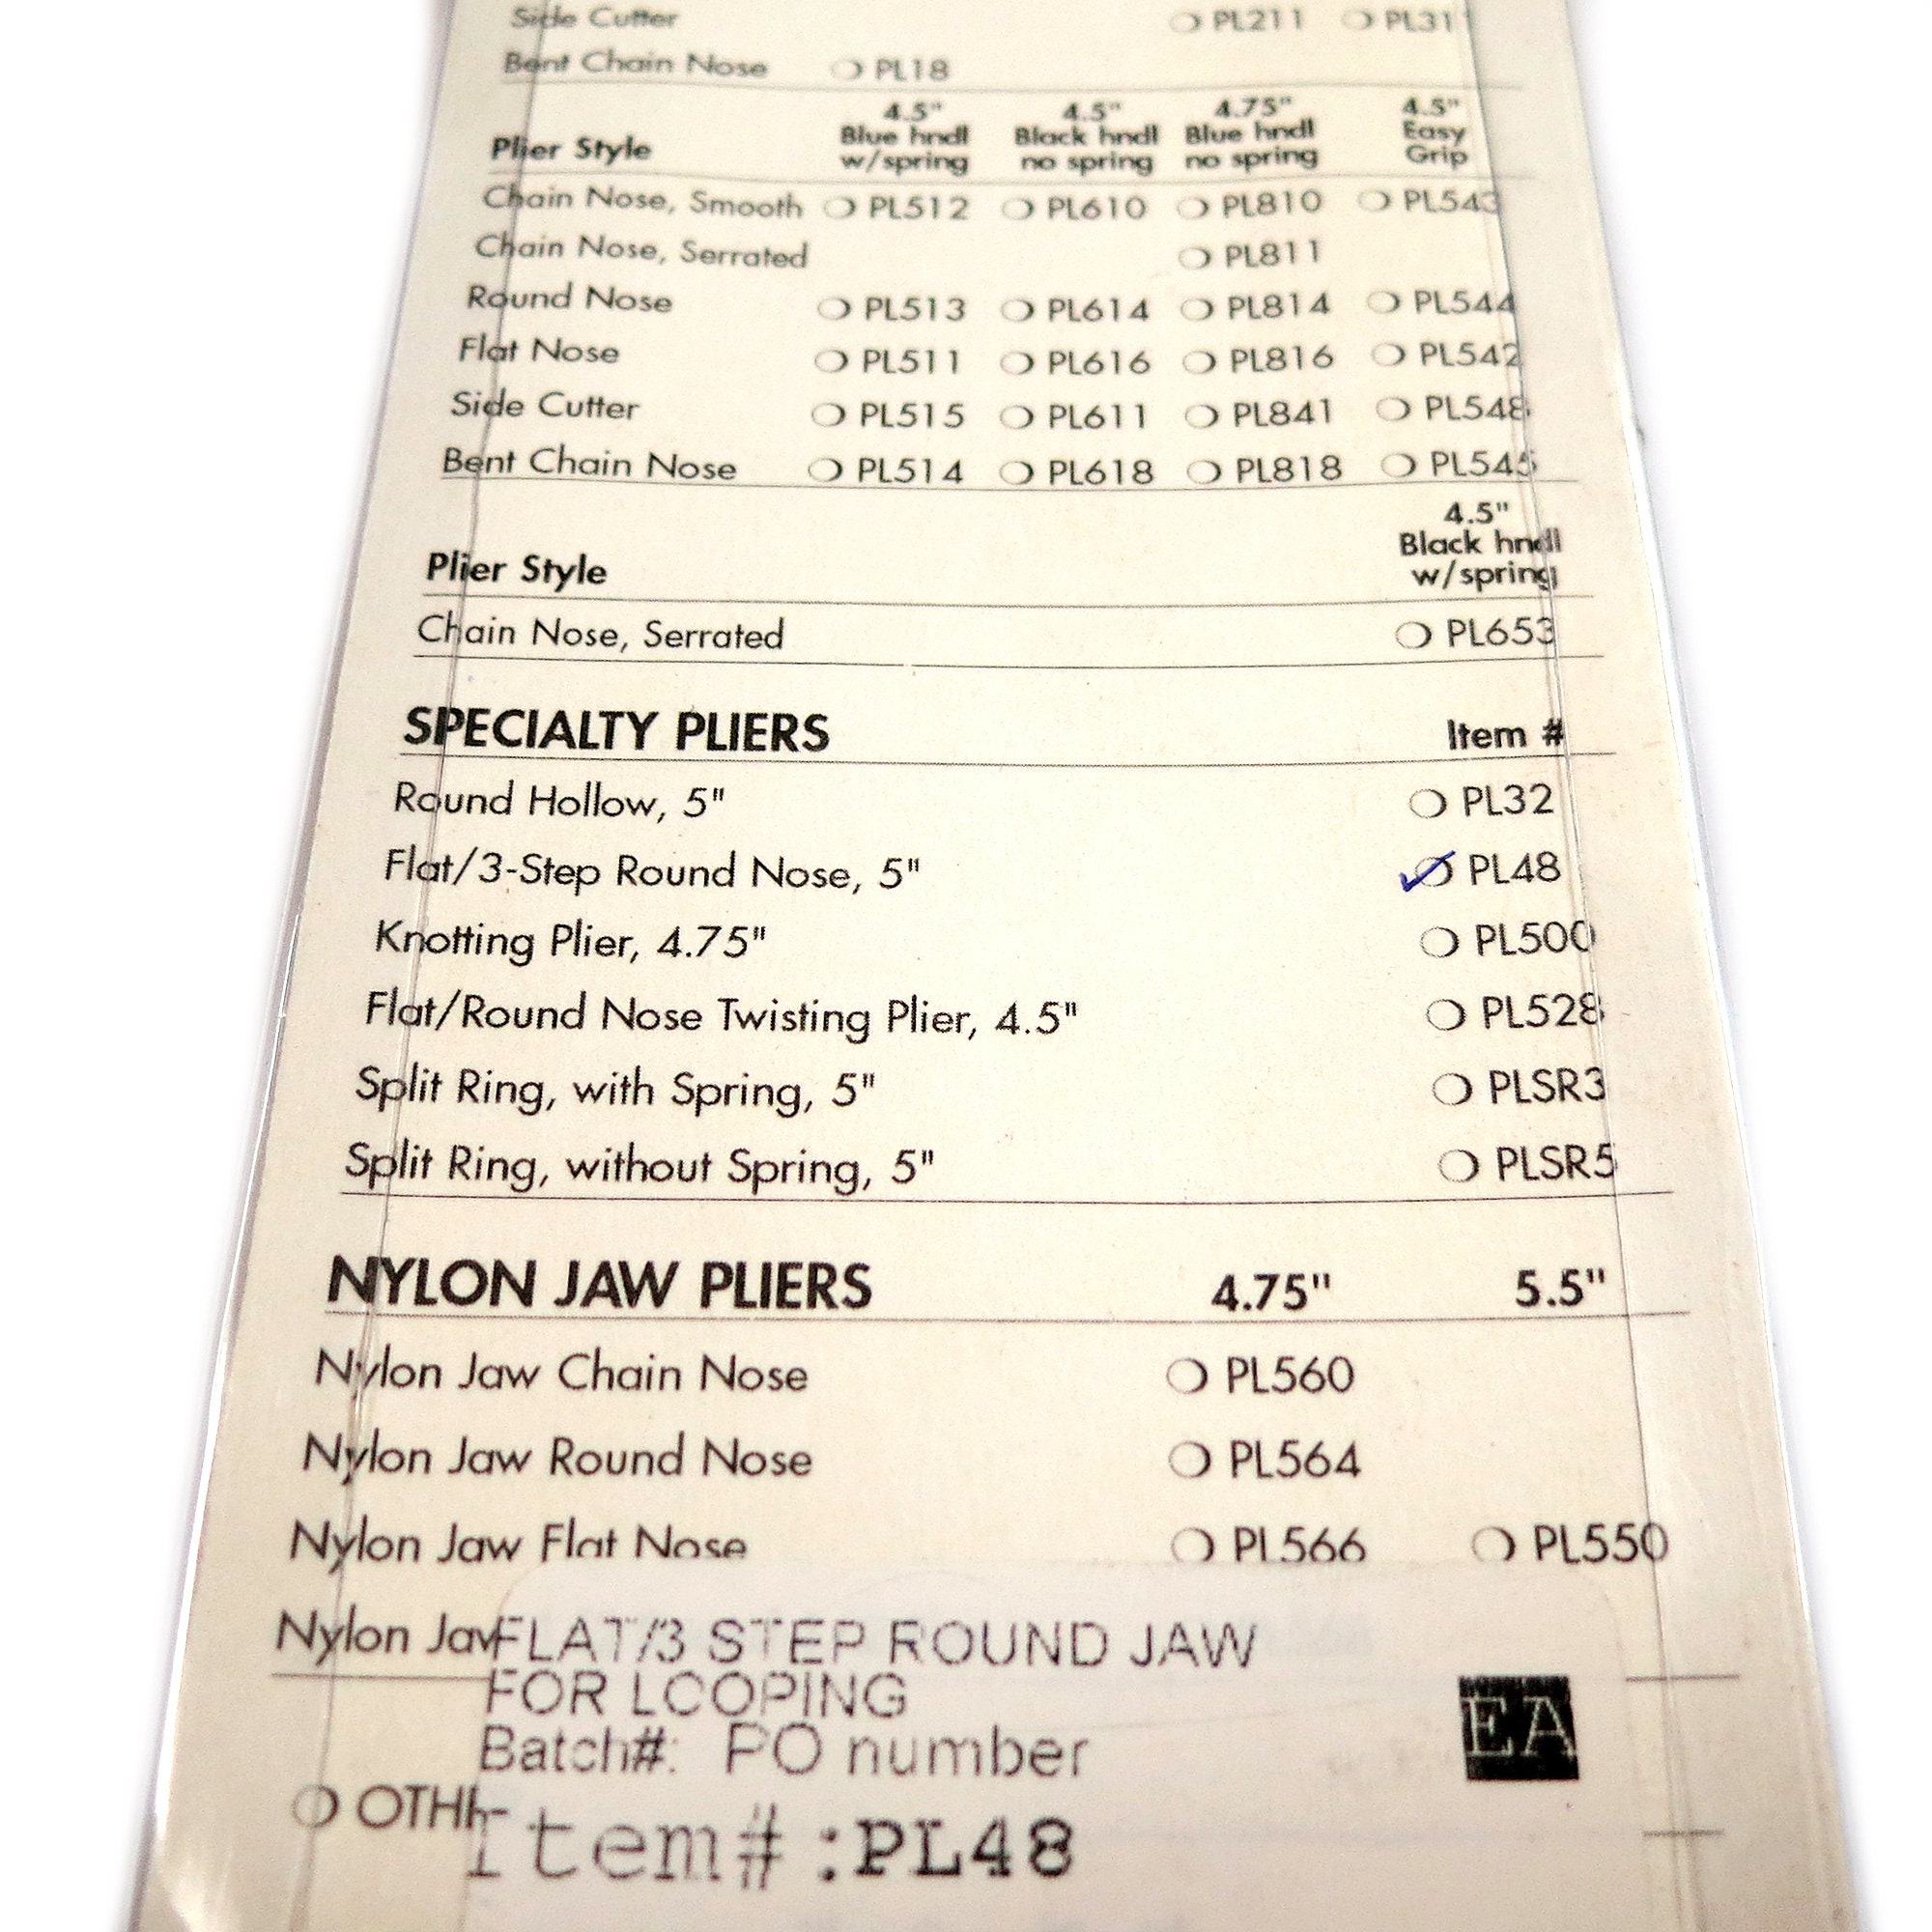 Side Cutter PL211 PL311
Bent Chain Nose PL18
Plier Style 4.5" Blue hndl w/spring 4.5" Black hndl no spring 4.75" Blue hndl no spring 4.5" Easy Grip
Chain Nose, Smooth PL512 PL610 PL810 PL543
Chain Nose, Serrated PL811
Round Nose PL513 PL614 PL814 PL544
Flat Nose PL511 PL616 PL816 PL542
Side Cutter PL515 PL611 PL841 PL548
Bent Chain Nose PL514 PL618 PL818 PL545
Plier Style 4.5" Black hndl w/spring
Chain Nose, Serrated PL653
SPECIALTY PLIERS Item #
Round Hollow, 5" PL32
Flat/3-Step Round Nose, 5" PL48
Knotting Plier, 4.75" PL500
Flat/Round Nose Twisting Plier, 4.5" PL528
Split Ring, with Spring, 5" PLSR3
Split Ring, without Spring, 5" PLSR5
NYLON JAW PLIERS 4.75" 5.5"
Nylon Jaw Chain Nose PL560
Nylon Jaw Round Nose PL564
Nylon Jaw Flat Nose PL566 PL550
Nylon Jaw
FLAT/3 STEP ROUND JAW
FOR LOOPING
EA
Batch#: PO number
Item#:PL48